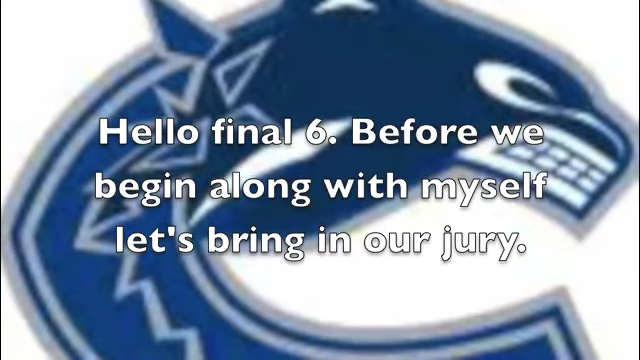 Hello final 6. Before we
begin along with myself
let's bring in our jury.